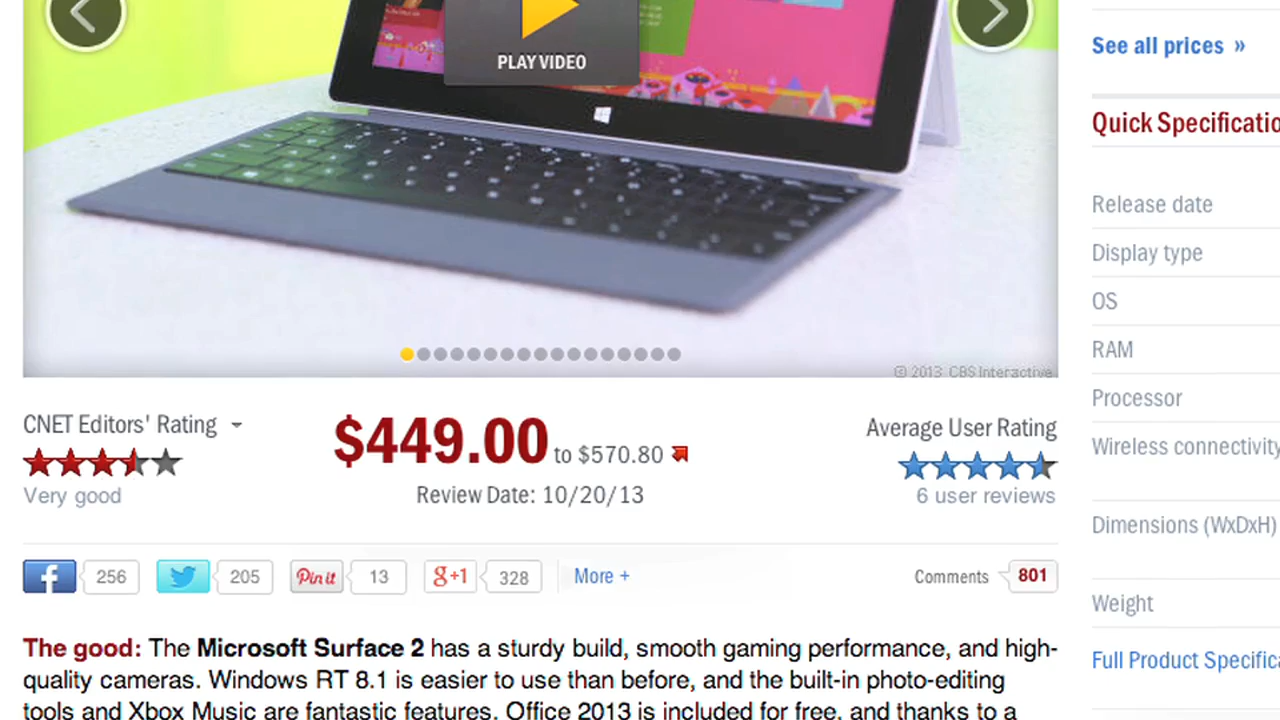 PLAY VIDEO
© 2013 CBS Interactive
CNET Editors' Rating
Very good
$449.00 to $570.80
Review Date: 10/20/13
Average User Rating
6 user reviews
256
205
Pin it 13
g+1 328
More +
Comments 801
The good: The Microsoft Surface 2 has a sturdy build, smooth gaming performance, and high-
quality cameras. Windows RT 8.1 is easier to use than before, and the built-in photo-editing
tools and Xbox Music are fantastic features. Office 2013 is included for free, and thanks to a
See all prices »
Quick Specificatio
Release date
Display type
OS
RAM
Processor
Wireless connectivity
Dimensions (WxDxH)
Weight
Full Product Specifica